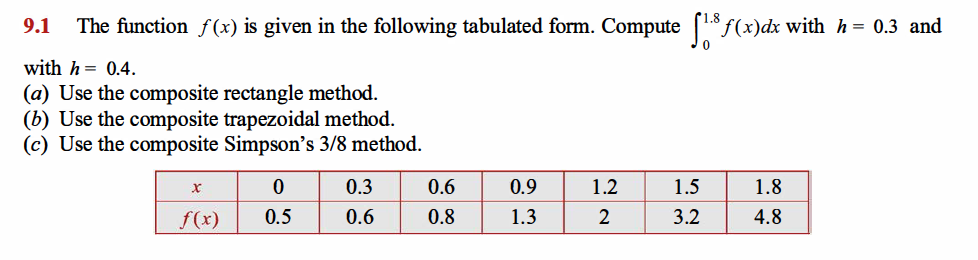 9.1 The function f(x) is given in the following tabulated form. Compute ∫₀^1.8 f(x)dx with h = 0.3 and
with h = 0.4.
(a) Use the composite rectangle method.
(b) Use the composite trapezoidal method.
(c) Use the composite Simpson's 3/8 method.
x 0 0.3 0.6 0.9 1.2 1.5 1.8
f(x) 0.5 0.6 0.8 1.3 2 3.2 4.8